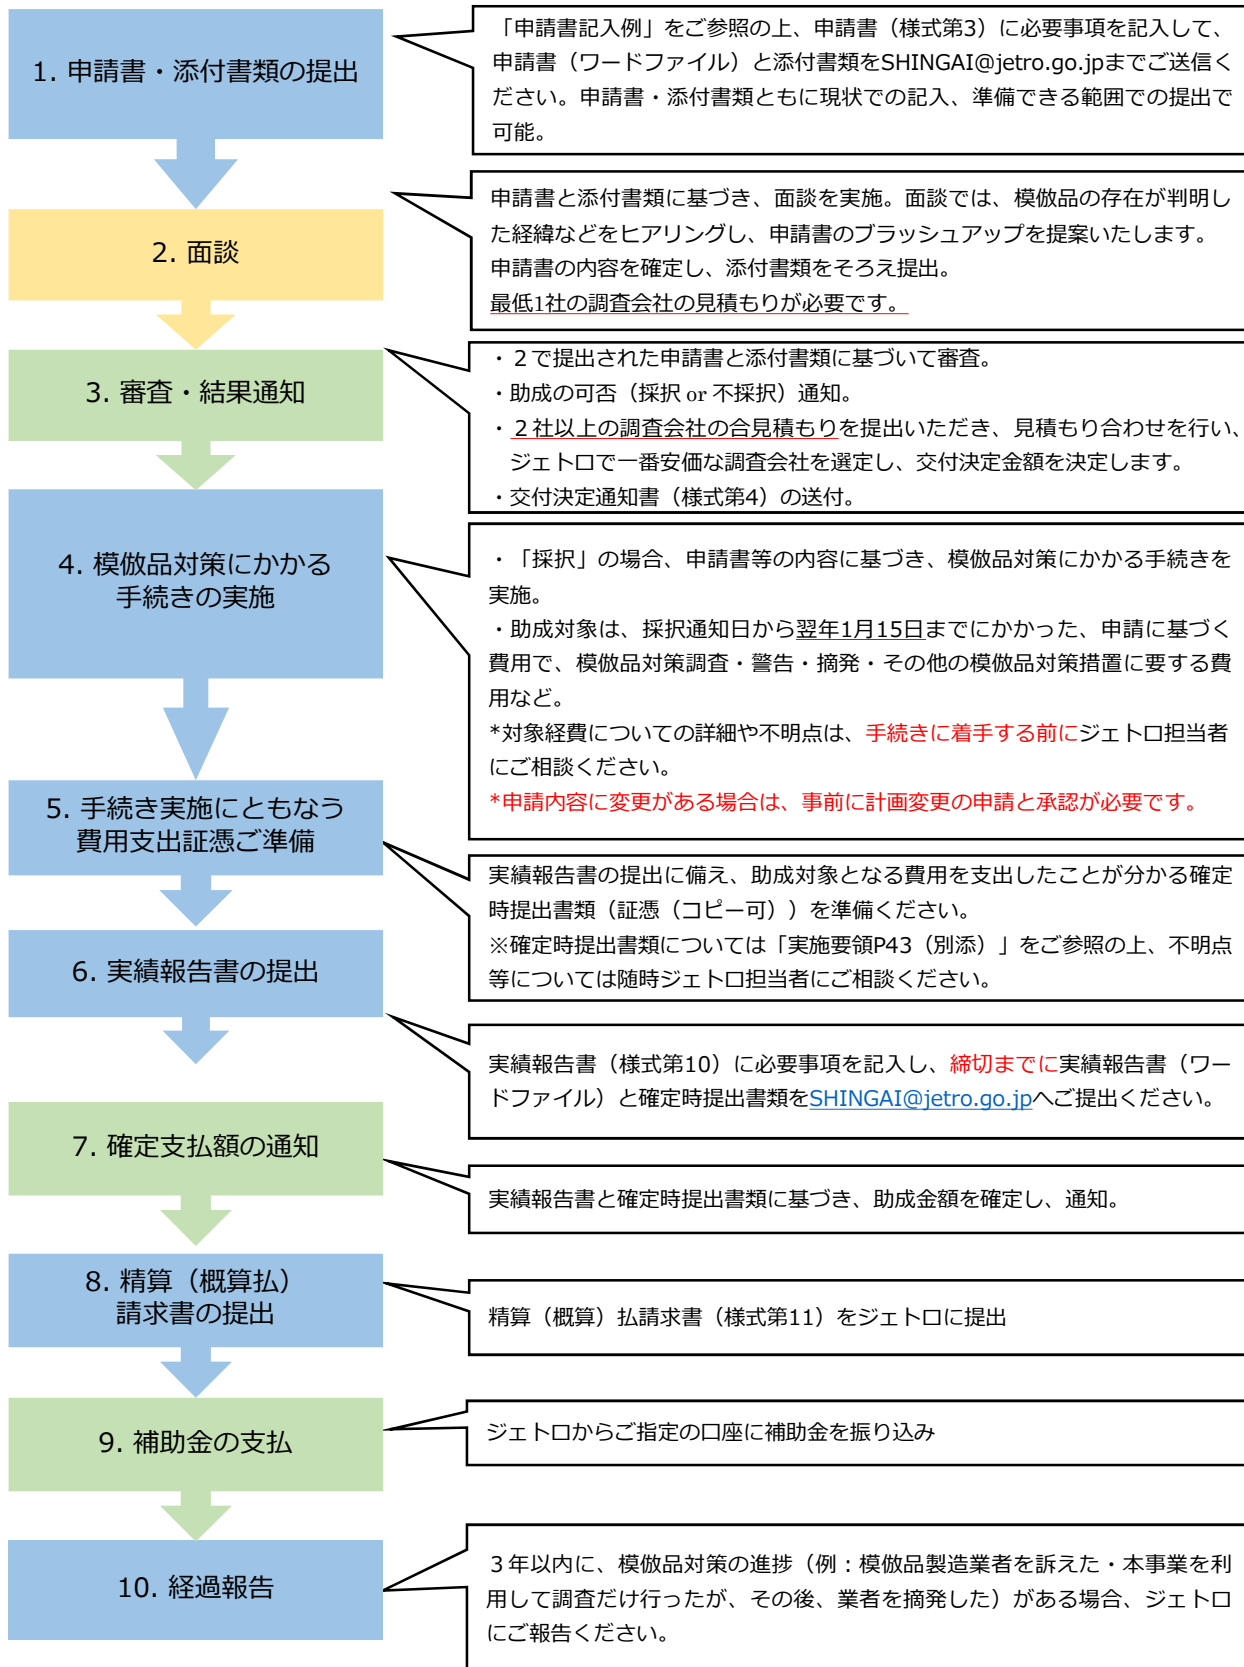 1. 申請書・添付書類の提出
「申請書記入例」をご参照の上、申請書（様式第3）に必要事項を記入して、
申請書（ワードファイル）と添付書類をSHINGAI@jetro.go.jpまでご送信く
ださい。申請書・添付書類ともに現状での記入、準備できる範囲での提出で
可能。
2. 面談
申請書と添付書類に基づき、面談を実施。面談では、模倣品の存在が判明し
た経緯などをヒアリングし、申請書のブラッシュアップを提案いたします。
申請書の内容を確定し、添付書類をそろえ提出。
最低1社の調査会社の見積もりが必要です。
3. 審査・結果通知
・２で提出された申請書と添付書類に基づいて審査。
・助成の可否（採択 or 不採択）通知。
・２社以上の調査会社の合見積もりを提出いただき、見積もり合わせを行い、
ジェトロで一番安価な調査会社を選定し、交付決定金額を決定します。
・交付決定通知書（様式第4）の送付。
4. 模倣品対策にかかる
手続きの実施
・「採択」の場合、申請書等の内容に基づき、模倣品対策にかかる手続きを
実施。
・助成対象は、採択通知日から翌年1月15日までにかかった、申請に基づく
費用で、模倣品対策調査・警告・摘発・その他の模倣品対策措置に要する費
用など。
*対象経費についての詳細や不明点は、手続きに着手する前にジェトロ担当者
にご相談ください。
*申請内容に変更がある場合は、事前に計画変更の申請と承認が必要です。
5. 手続き実施にともなう
費用支出証憑ご準備
実績報告書の提出に備え、助成対象となる費用を支出したことが分かる確定
時提出書類（証憑（コピー可））を準備ください。
※確定時提出書類については「実施要領P43（別添）」をご参照の上、不明点
等については随時ジェトロ担当者にご相談ください。
6. 実績報告書の提出
実績報告書（様式第10）に必要事項を記入し、締切までに実績報告書（ワー
ドファイル）と確定時提出書類をSHINGAI@jetro.go.jpへご提出ください。
7. 確定支払額の通知
実績報告書と確定時提出書類に基づき、助成金額を確定し、通知。
8. 精算（概算払）
請求書の提出
精算（概算）払請求書（様式第11）をジェトロに提出
9. 補助金の支払
ジェトロからご指定の口座に補助金を振り込み
10. 経過報告
３年以内に、模倣品対策の進捗（例：模倣品製造業者を訴えた・本事業を利
用して調査だけ行ったが、その後、業者を摘発した）がある場合、ジェトロ
にご報告ください。